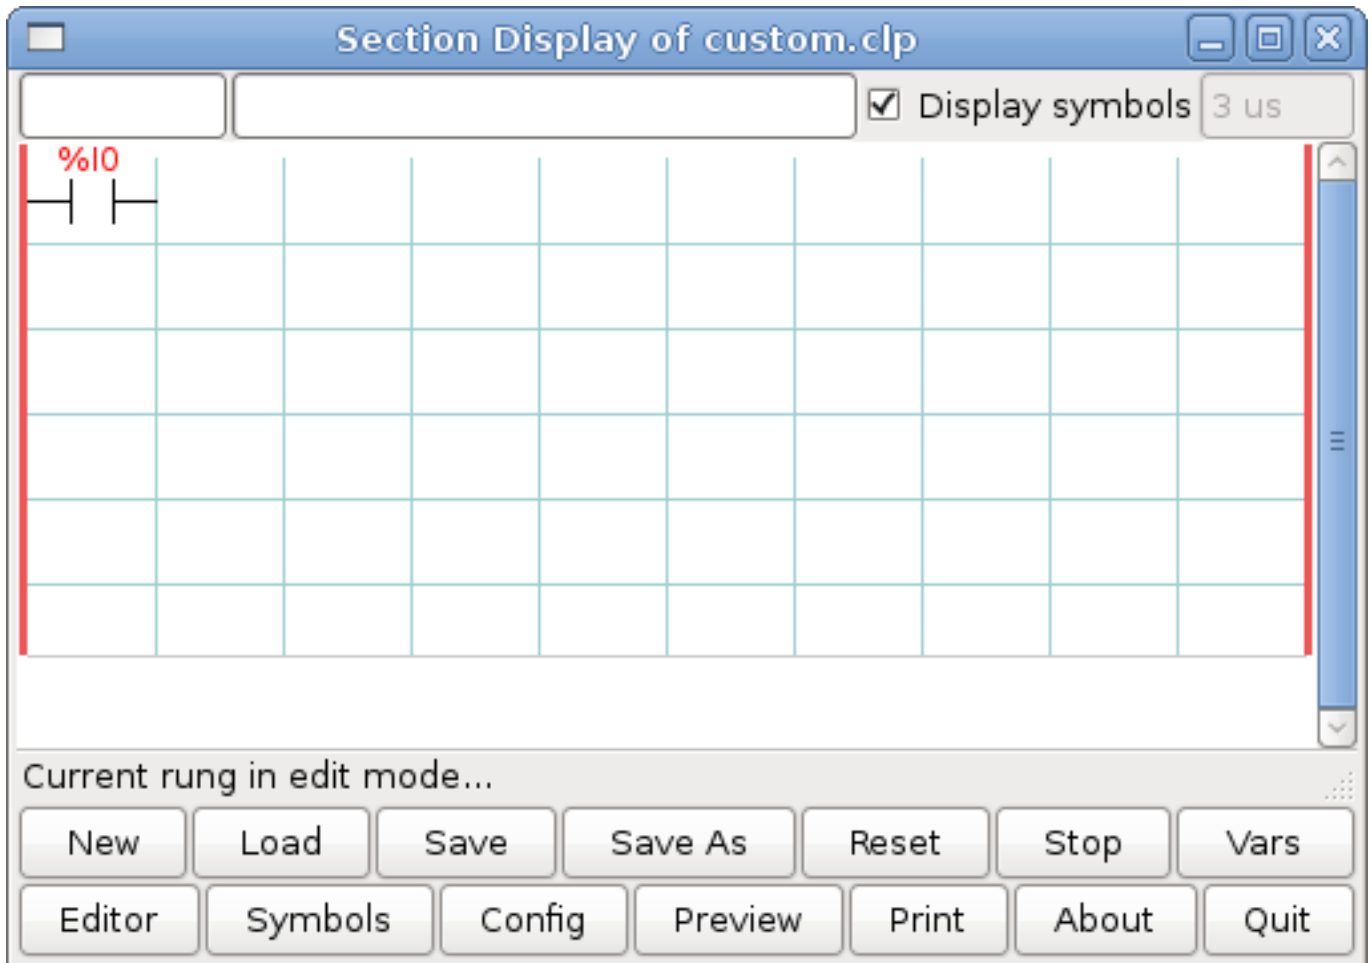 Section Display of custom.clp
Display symbols 3 us
%I0
Current rung in edit mode...
New Load Save Save As Reset Stop Vars
Editor Symbols Config Preview Print About Quit